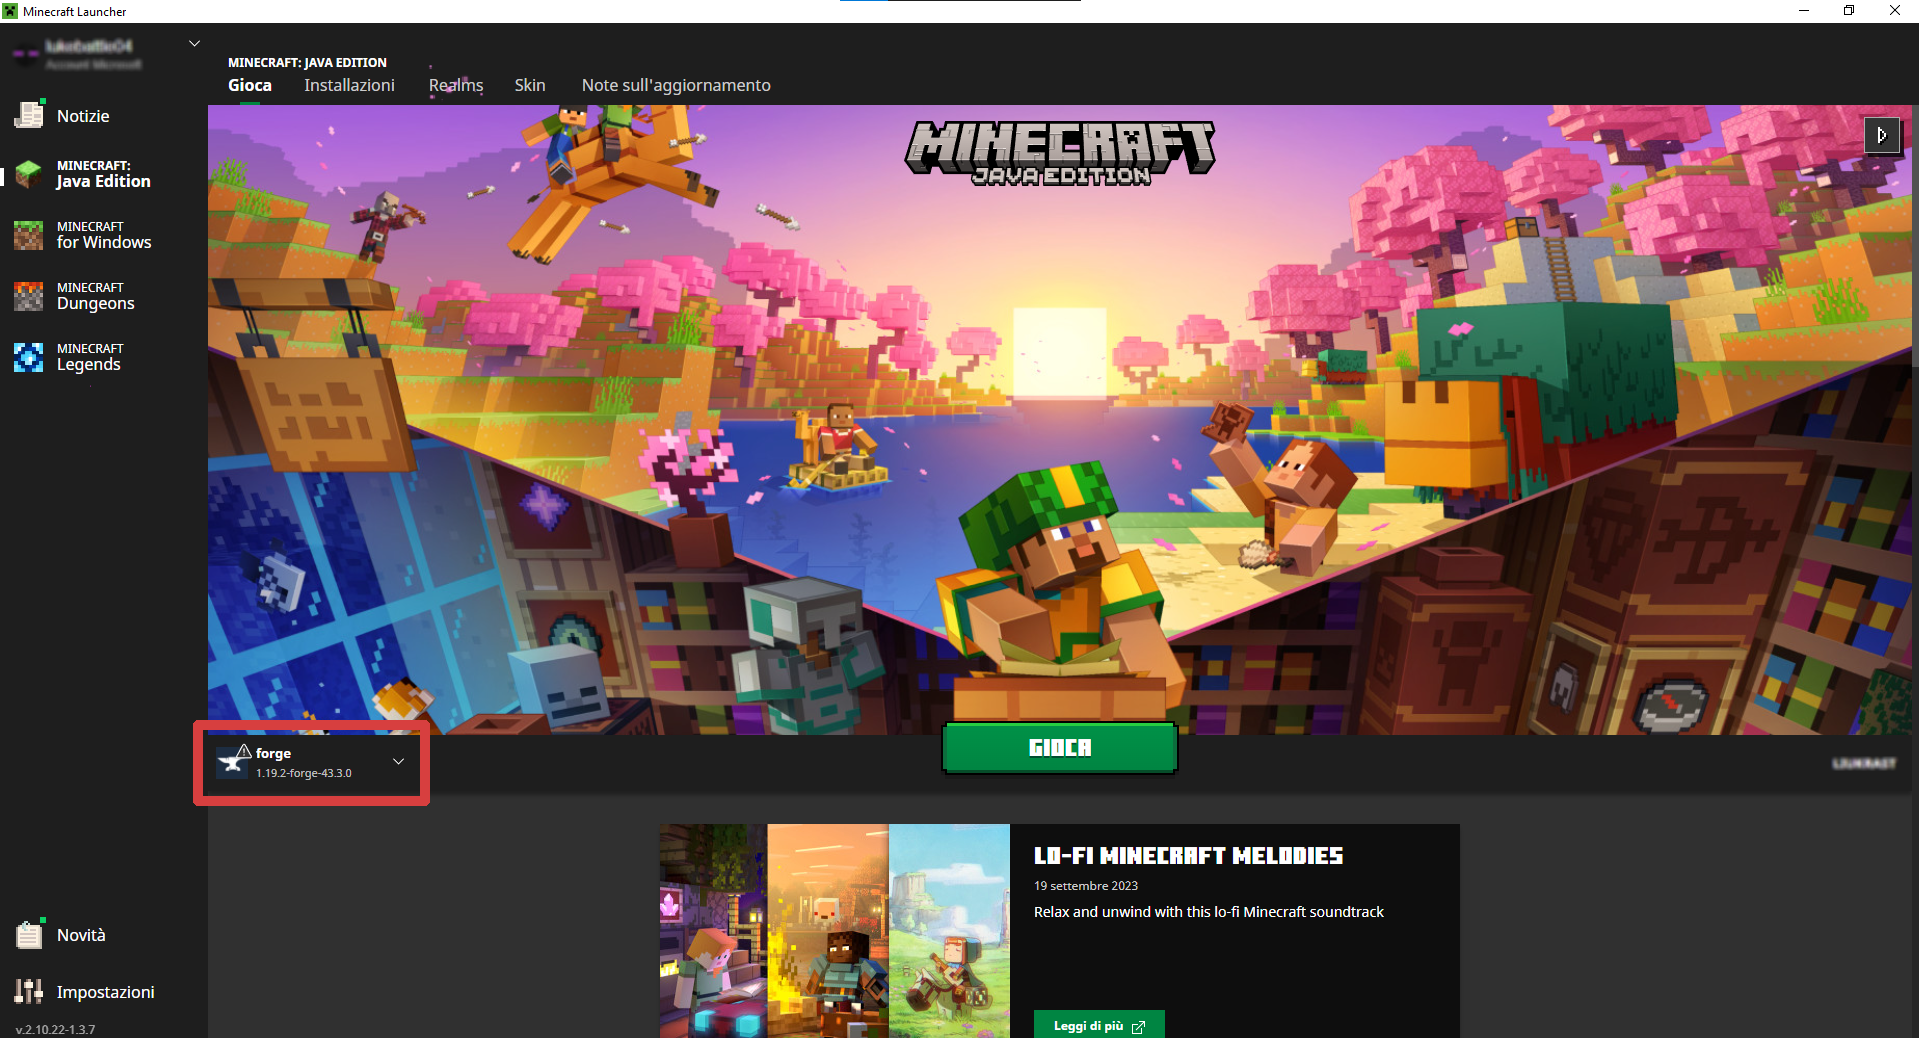 Minecraft Launcher
MINECRAFT: JAVA EDITION
Gioca
Installazioni
Realms
Skin
Note sull'aggiornamento
Notizie
MINECRAFT:
Java Edition
MINECRAFT
for Windows
MINECRAFT
Dungeons
MINECRAFT
Legends
MINECRAFT
JAVA EDITION
forge
1.19.2-forge-43.3.0
GIOCA
LO-FI MINECRAFT MELODIES
19 settembre 2023
Relax and unwind with this lo-fi Minecraft soundtrack
Leggi di più
Novità
Impostazioni
v.2.10.22-1.3.7